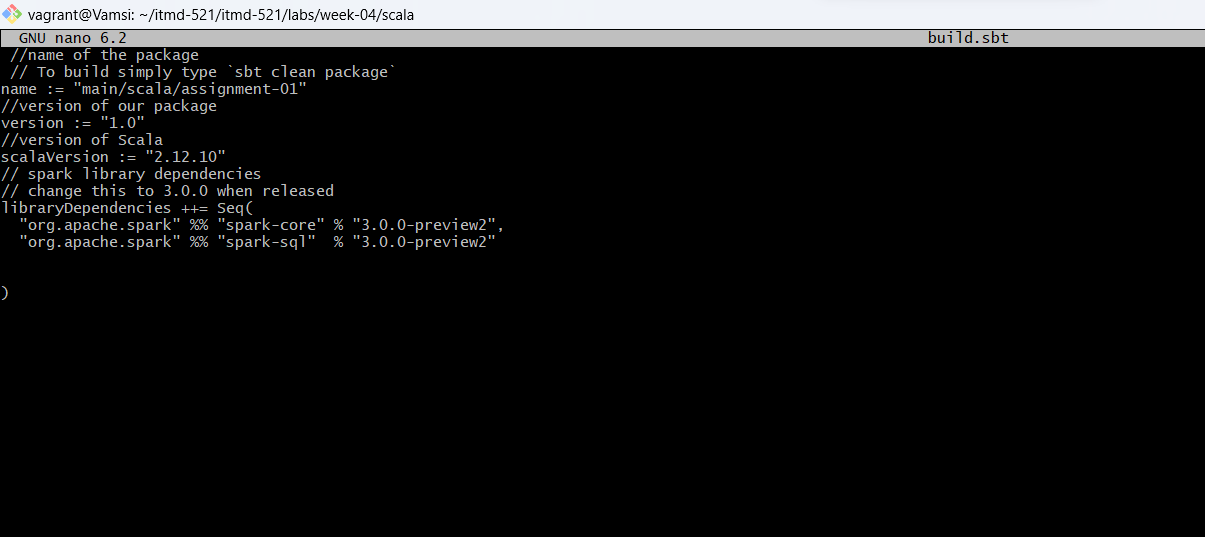 vagrant@Vamsi: ~/itmd-521/itmd-521/labs/week-04/scala
GNU nano 6.2 build.sbt
//name of the package
// To build simply type `sbt clean package`
name := "main/scala/assignment-01"
//version of our package
version := "1.0"
//version of Scala
scalaVersion := "2.12.10"
// spark library dependencies
// change this to 3.0.0 when released
libraryDependencies ++= Seq(
"org.apache.spark" %% "spark-core" % "3.0.0-preview2",
"org.apache.spark" %% "spark-sql"  % "3.0.0-preview2"
)